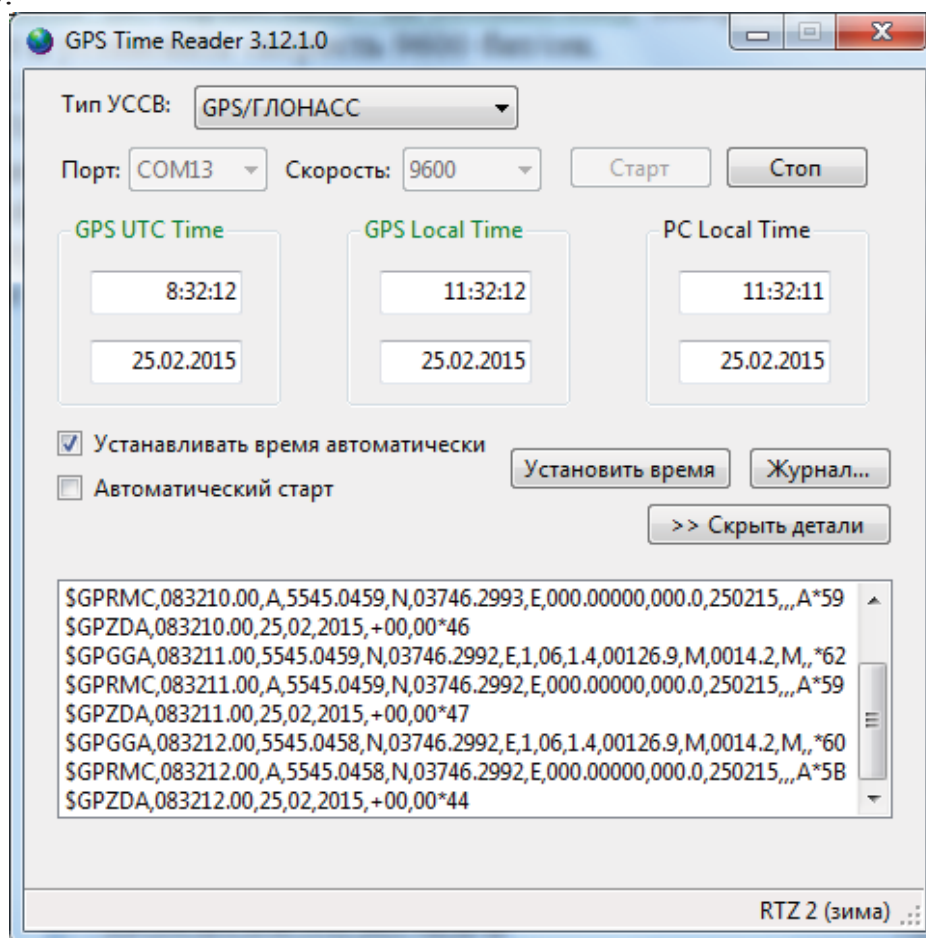 GPS Time Reader 3.12.1.0
Тип УССВ: GPS/ГЛОНАСС
Порт: COM13 Скорость: 9600 Старт Стоп
GPS UTC Time GPS Local Time PC Local Time
8:32:12 11:32:12 11:32:11
25.02.2015 25.02.2015 25.02.2015
Устанавливать время автоматически
Установить время Журнал...
Автоматический старт
>> Скрыть детали
$GPRMC,083210.00,A,5545.0459,N,03746.2993,E,000.00000,000.0,250215,,,A*59
$GPZDA,083210.00,25,02,2015,+00,00*46
$GPGGA,083211.00,5545.0459,N,03746.2992,E,1,06,1.4,00126.9,M,0014.2,M,,*62
$GPRMC,083211.00,A,5545.0459,N,03746.2992,E,000.00000,000.0,250215,,,A*59
$GPZDA,083211.00,25,02,2015,+00,00*47
$GPGGA,083212.00,5545.0458,N,03746.2992,E,1,06,1.4,00126.9,M,0014.2,M,,*60
$GPRMC,083212.00,A,5545.0458,N,03746.2992,E,000.00000,000.0,250215,,,A*5B
$GPZDA,083212.00,25,02,2015,+00,00*44
RTZ 2 (зима)